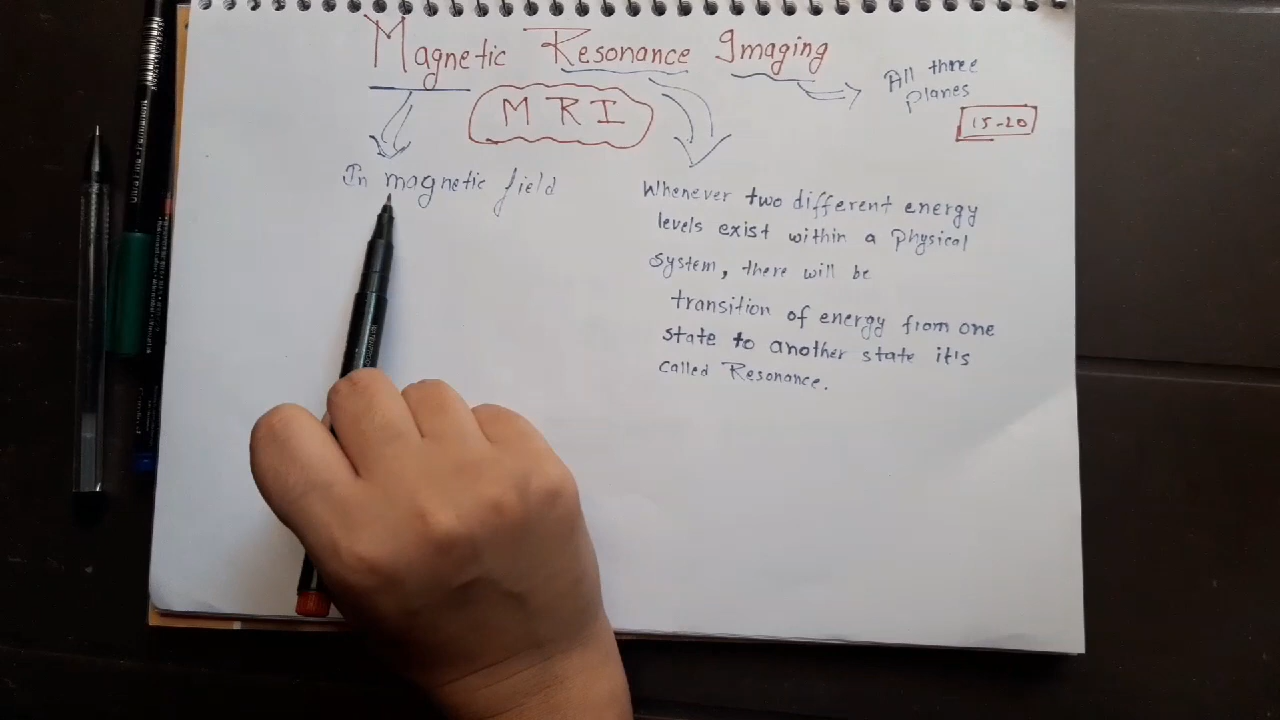 Magnetic Resonance Imaging
MRI
All three
planes
15-20
In magnetic field
Whenever two different energy
levels exist within a Physical
system, there will be
transition of energy from one
state to another state it's
called Resonance.